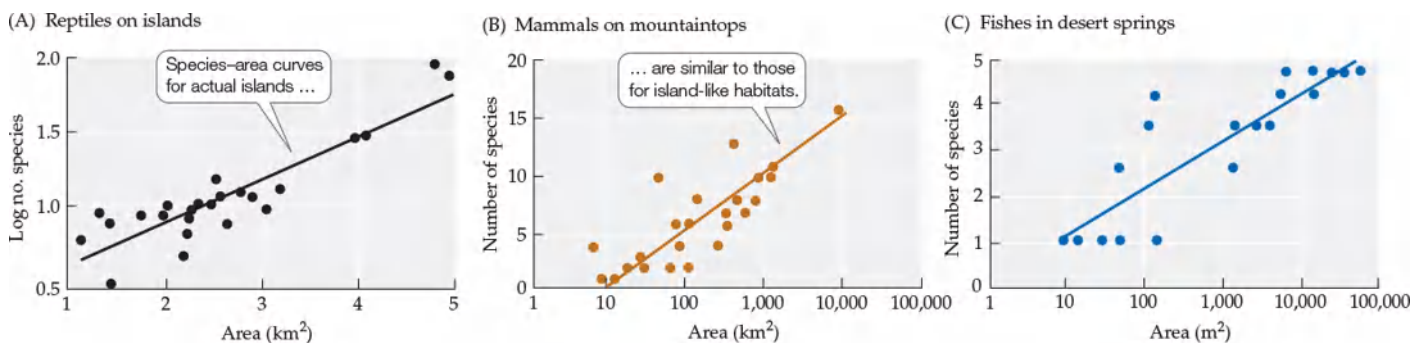 (A) Reptiles on islands
Species–area curves
for actual islands ...
2.0
1.5
1.0
0.5
Log no. species
1 2 3 4 5
Area (km²)
(B) Mammals on mountaintops
... are similar to those
for island-like habitats.
20
15
10
5
0
Number of species
1 10 100 1,000 10,000 100,000
Area (km²)
(C) Fishes in desert springs
5
4
3
2
1
0
Number of species
1 10 100 1,000 10,000 100,000
Area (m²)